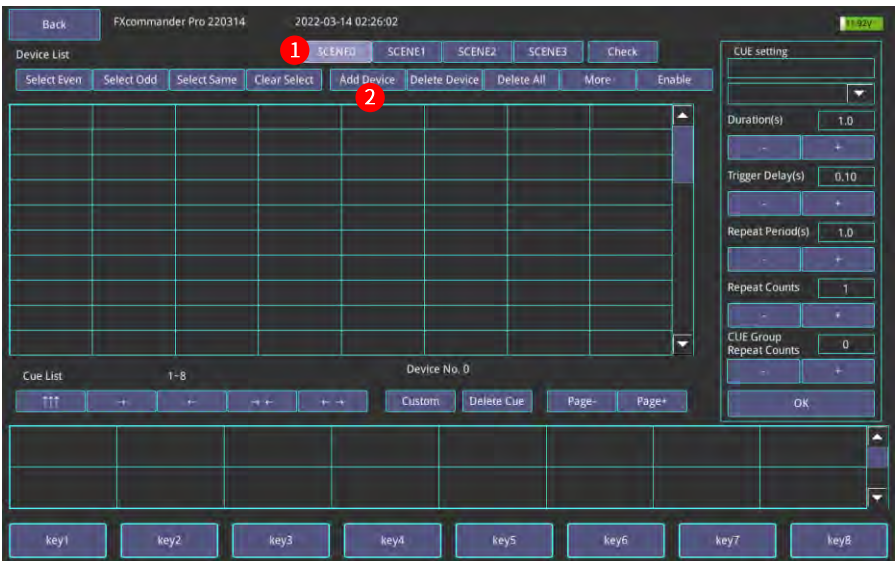 Back FXcommander Pro 220314 2022-03-14 02:26:02 11.92V
Device List 1 SCENE0 SCENE1 SCENE2 SCENE3 Check CUE setting
Select Even Select Odd Select Same Clear Select Add Device Delete Device Delete All More Enable
2
Duration(s) 1.0
- +
Trigger Delay(s) 0.10
- +
Repeat Period(s) 1.0
- +
Repeat Counts 1
- +
CUE Group
Repeat Counts 0
- +
Cue List 1~8 Device No. 0
↑↑↑ → ← →← ←→ Custom Delete Cue Page- Page+ OK
key1 key2 key3 key4 key5 key6 key7 key8